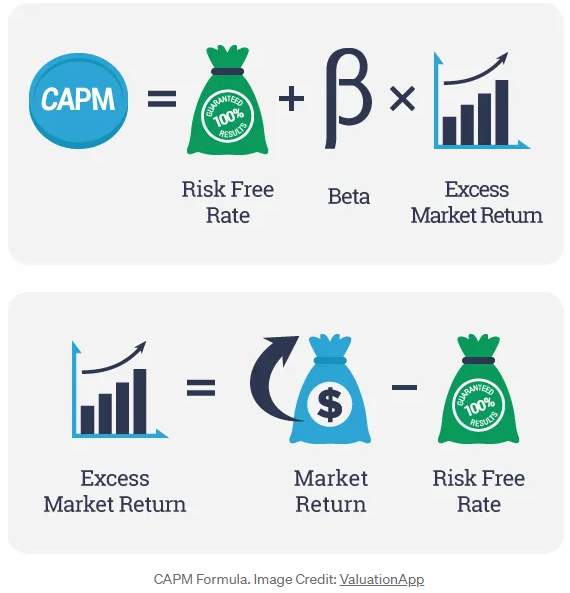 CAPM = GUARANTEED 100% RESULTS + β ×
Risk Free
Rate
Beta
Excess
Market Return
= $ − GUARANTEED 100% RESULTS
Excess
Market Return
Market
Return
Risk Free
Rate
CAPM Formula. Image Credit: ValuationApp